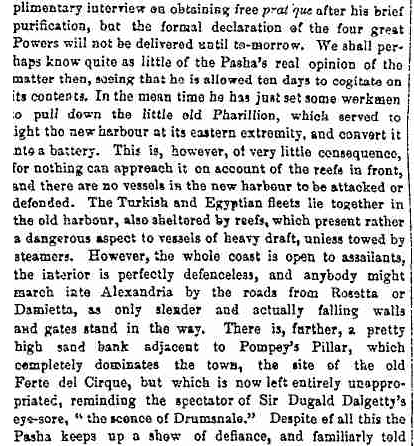 plimentary interview on obtaining free prat que after his brief
purification, but the formal declaration of the four great
Powers will not be delivered until to-morrow. We shall per-
haps know quite as little of the Pasha's real opinion of the
matter then, seeing that he is allowed ten days to cogitate on
its contents. In the mean time he has just set some workmen
to pull down the little old Pharillion, which served to
ight the new harbour at its eastern extremity, and convert it
nto a battery. This is, however, of very little consequence,
for nothing can approach it on account of the reefs in front,
and there are no vessels in the new harbour to be attacked or
defended. The Turkish and Egyptian fleets lie together in
the old harbour, also sheltered by reefs, which present rather
a dangerous aspect to vessels of heavy draft, unless towed by
steamers. However, the whole coast is open to assailants,
the interior is perfectly defenceless, and anybody might
march into Alexandria by the roads from Rosetta or
Damietta, as only slender and actually falling walls
and gates stand in the way. There is, further, a pretty
high sand bank adjacent to Pompey's Pillar, which
completely dominates the town, the site of the old
Forte del Cirque, but which is now left entirely unappro-
priated, reminding the spectator of Sir Dugald Dalgetty's
eye-sore, "the sconce of Drumsnale." Despite of all this the
Pasha keeps up a show of defiance, and familiarly told